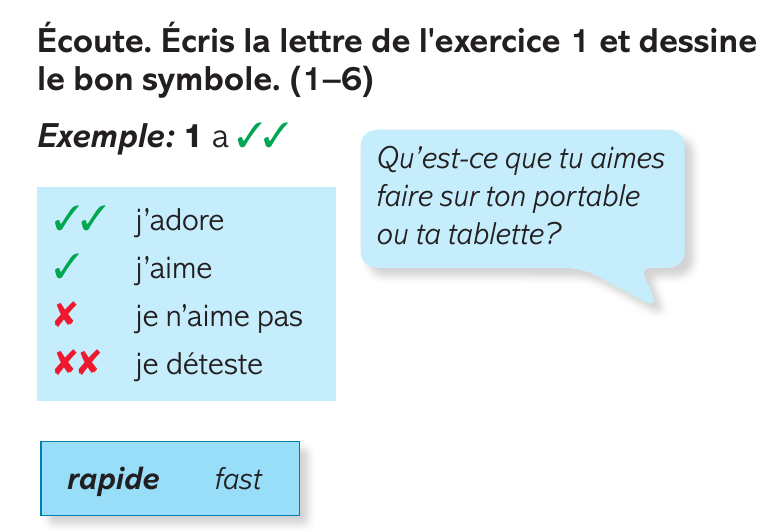 Écoute. Écris la lettre de l'exercice 1 et dessine
le bon symbole. (1–6)
Exemple: 1 a ✓✓
Qu'est-ce que tu aimes
faire sur ton portable
ou ta tablette?
✓✓ j'adore
✓ j'aime
✗ je n'aime pas
✗✗ je déteste
rapide fast